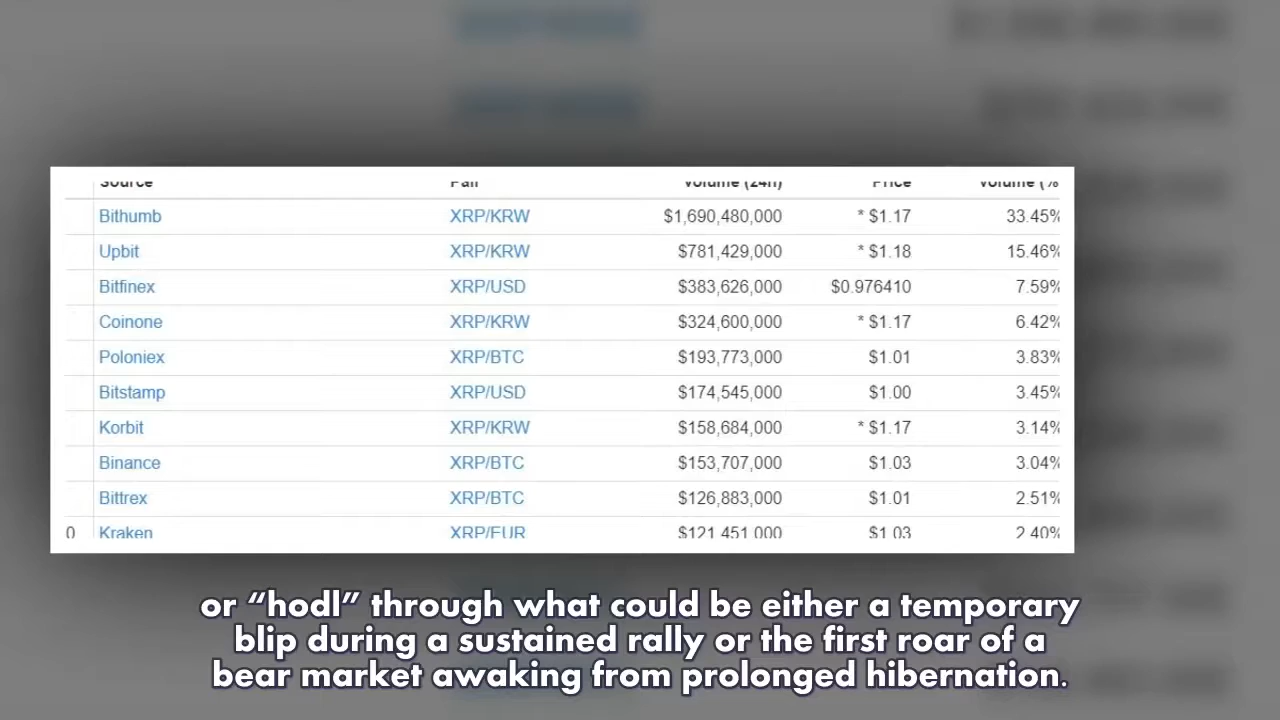 Source Pair Volume (24h) Price Volume (%
Bithumb XRP/KRW $1,690,480,000 * $1.17 33.45%
Upbit XRP/KRW $781,429,000 * $1.18 15.46%
Bitfinex XRP/USD $383,626,000 $0.976410 7.59%
Coinone XRP/KRW $324,600,000 * $1.17 6.42%
Poloniex XRP/BTC $193,773,000 $1.01 3.83%
Bitstamp XRP/USD $174,545,000 $1.00 3.45%
Korbit XRP/KRW $158,684,000 * $1.17 3.14%
Binance XRP/BTC $153,707,000 $1.03 3.04%
Bittrex XRP/BTC $126,883,000 $1.01 2.51%
0 Kraken XRP/EUR $121,451,000 $1.03 2.40%
or “hodl” through what could be either a temporary
blip during a sustained rally or the first roar of a
bear market awaking from prolonged hibernation.